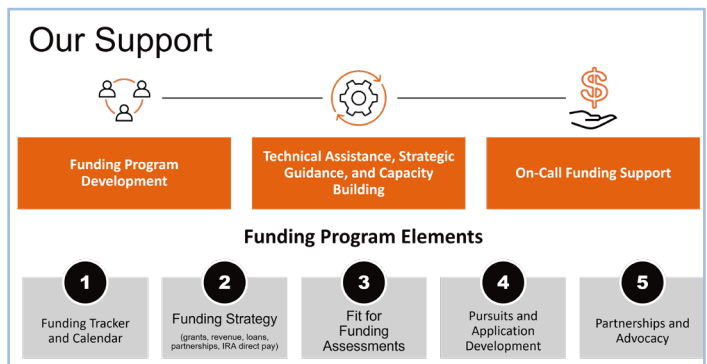 Our Support
$
Funding Program
Development
Technical Assistance, Strategic
Guidance, and Capacity
Building
On-Call Funding Support
Funding Program Elements
1
Funding Tracker
and Calendar
2
Funding Strategy
(grants, revenue, loans,
partnerships, IRA direct pay)
3
Fit for
Funding
Assessments
4
Pursuits and
Application
Development
5
Partnerships and
Advocacy